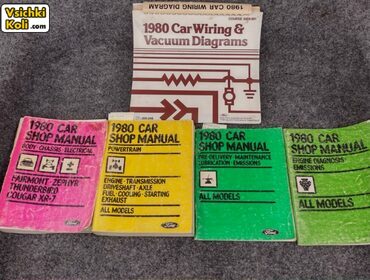 Vsichki
Koli.com
1980 CAR WIRING DIAGRAM
1980 Car Wiring &
Vacuum Diagrams
1980 CAR
SHOP MANUAL
BODY · CHASSIS · ELECTRICAL
FAIRMONT · ZEPHYR
THUNDERBIRD
COUGAR XR-7
Ford
1980 CAR
SHOP MANUAL
POWERTRAIN
ENGINE · TRANSMISSION
DRIVESHAFT · AXLE
FUEL · COOLING · STARTING
EXHAUST
ALL MODELS
Ford
1980 CAR
SHOP MANUAL
PRE-DELIVERY · MAINTENANCE
LUBRICATION · EMISSIONS
ALL MODELS
Ford
1980 CAR
SHOP MANUAL
ENGINE DIAGNOSIS
EMISSIONS
ALL MODELS